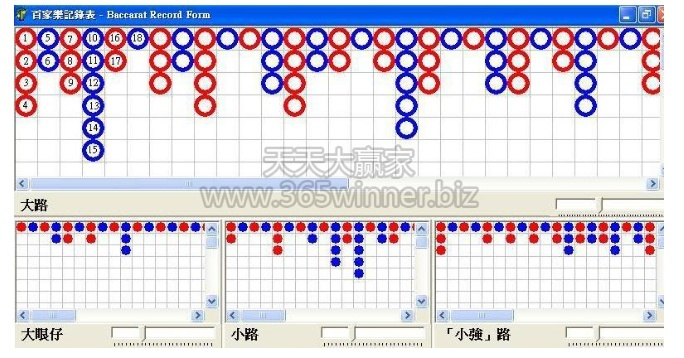 百家樂記錄表 - Baccarat Record Form
1 5 7 10 16 18
2 6 8 11 17
3 9 12
4 13
14
15
天天大赢家
www.365winner.biz
大路
大眼仔 小路 「小強」路